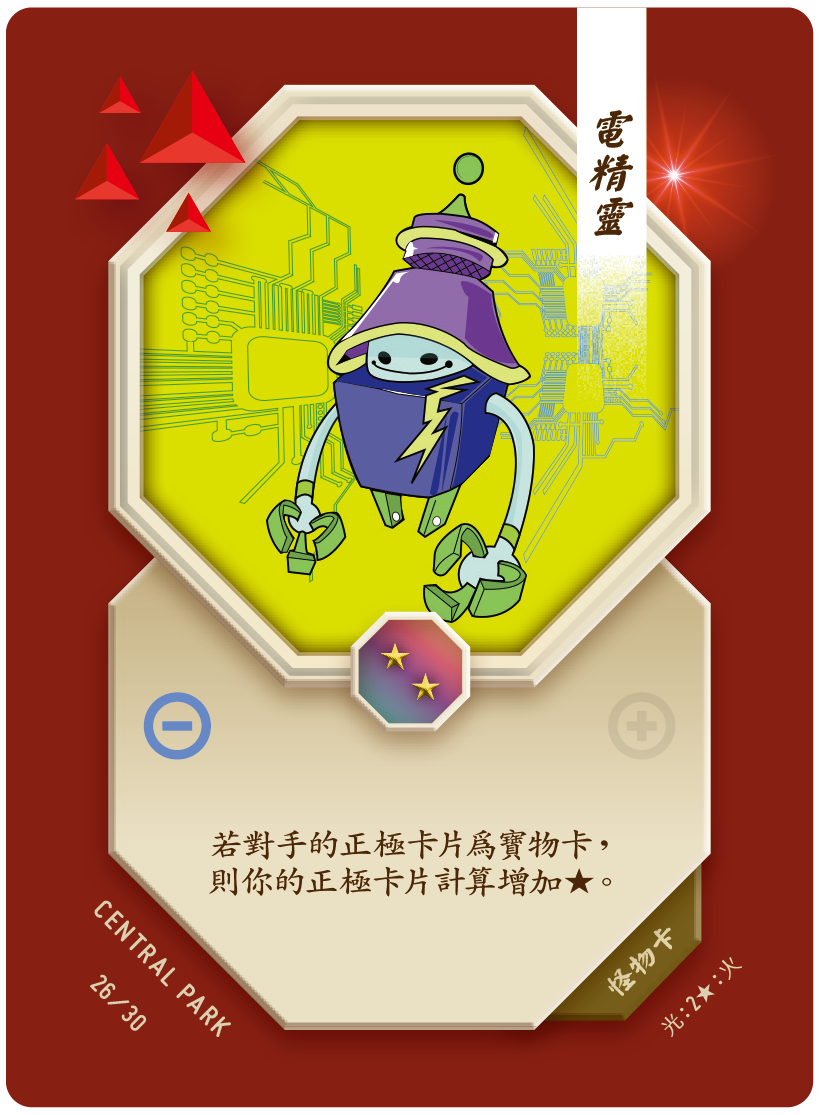 電精靈
若對手的正極卡片爲寶物卡，
則你的正極卡片計算增加★。
怪物卡
CENTRAL PARK
26/30
光:2★:火